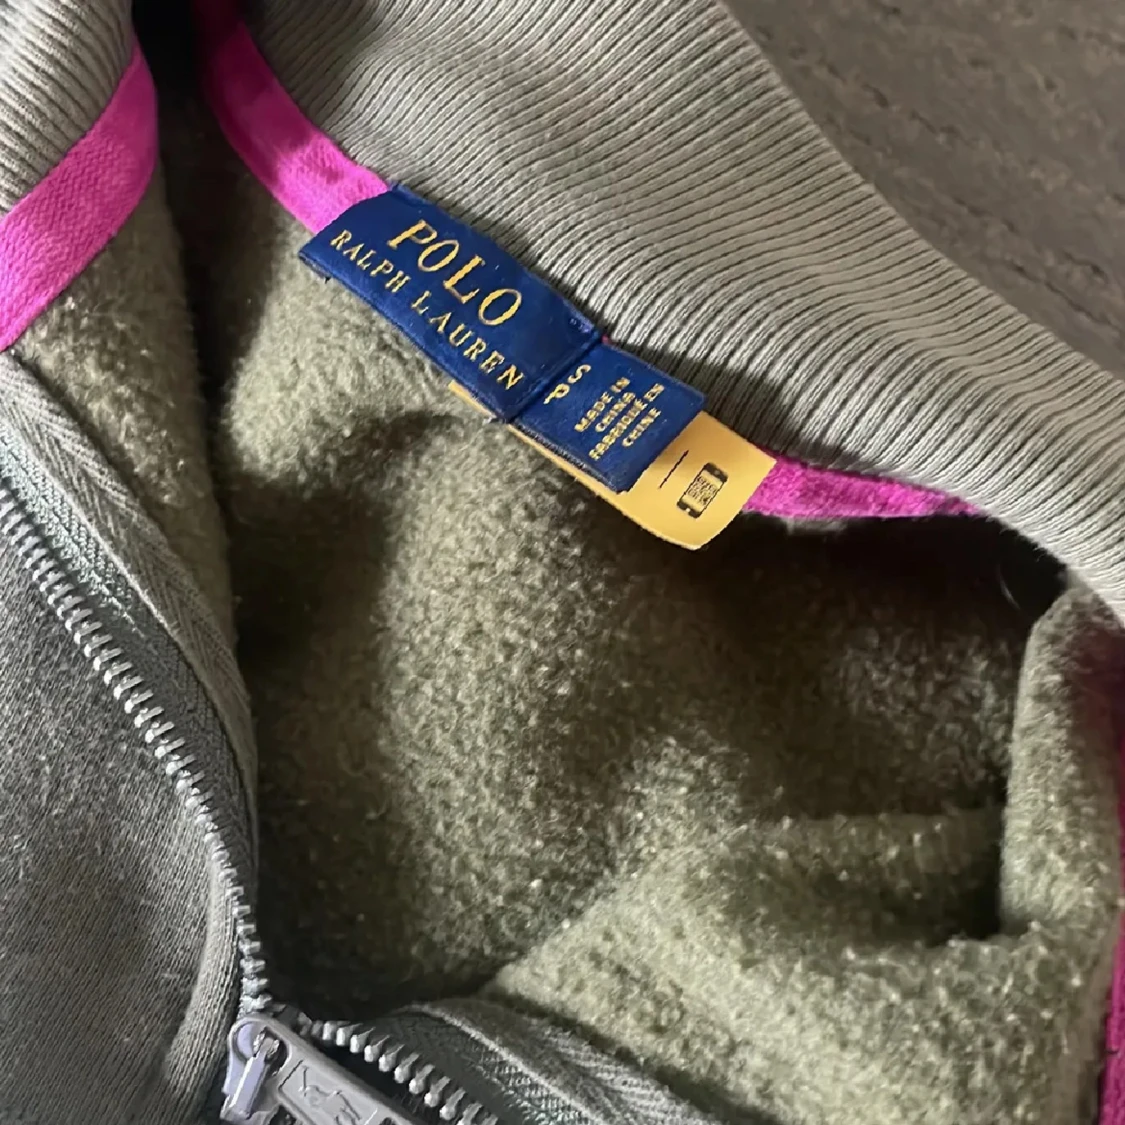 POLO
RALPH LAUREN
S
P
MADE IN
CHINA
FABRIQUÉ EN
CHINE